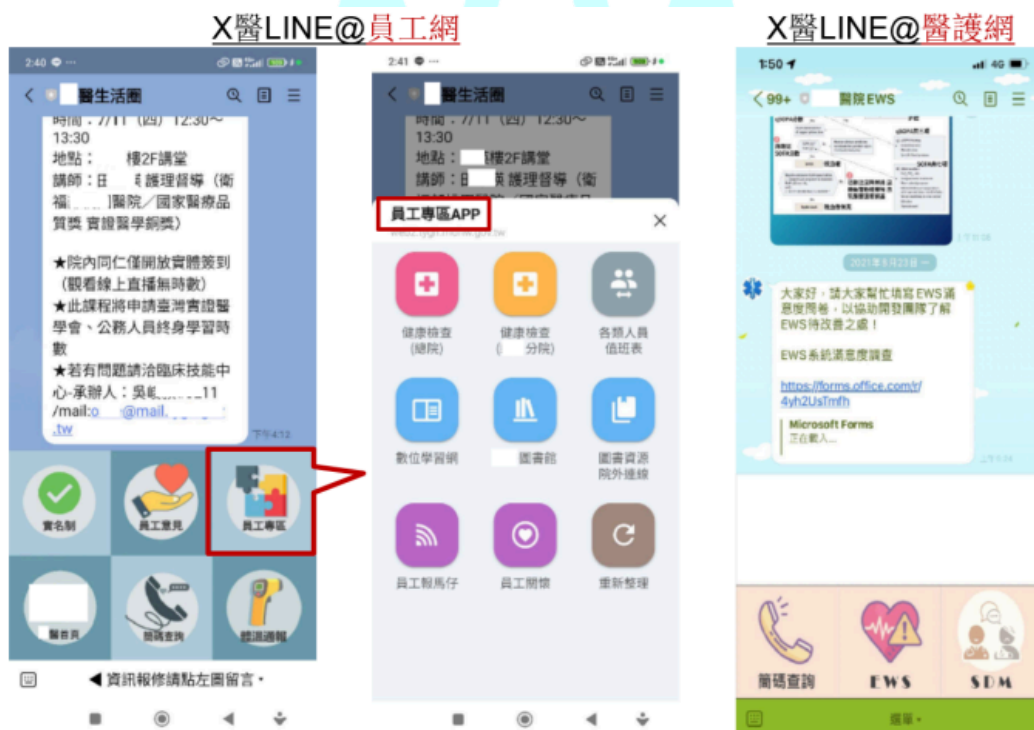 X醫LINE@員工網
X醫LINE@醫護網
2:40
醫生活圈
時間：7/11（四）12:30～
13:30
地點： 樓2F講堂
講師： 護理督導（衛
福 醫院／國家醫療品
質獎 實證醫學銅獎）
★院內同仁僅開放實體簽到
（觀看線上直播無時數）
★此課程將申請臺灣實證醫
學會、公務人員終身學習時
數
★若有問題請洽臨床技能中
心-承辦人：吳 11
/mail:o @mail.
.tw
下午4:12
實名制
員工意見
員工專區
醫首頁
簡碼查詢
體溫通報
◀ 資訊報修請點左圖留言・
2:41
醫生活圈
時間：7/11（四）12:30～
13:30
地點： 樓2F講堂
講師： 護理督導（衛
員工專區APP
健康檢查
(總院)
健康檢查
( 分院)
各類人員
值班表
數位學習網
圖書館
圖書資源
院外連線
員工報馬仔
員工關懷
重新整理
1:50
4G
99+
醫院EWS
2021年9月23日
大家好，請大家幫忙填寫EWS滿
意度問卷，以協助開發團隊了解
EWS待改善之處！
EWS系統滿意度調查
https://forms.office.com/r/
4yh2UsTmfh
Microsoft Forms
正在載入...
簡碼查詢
EWS
SDM
選單・